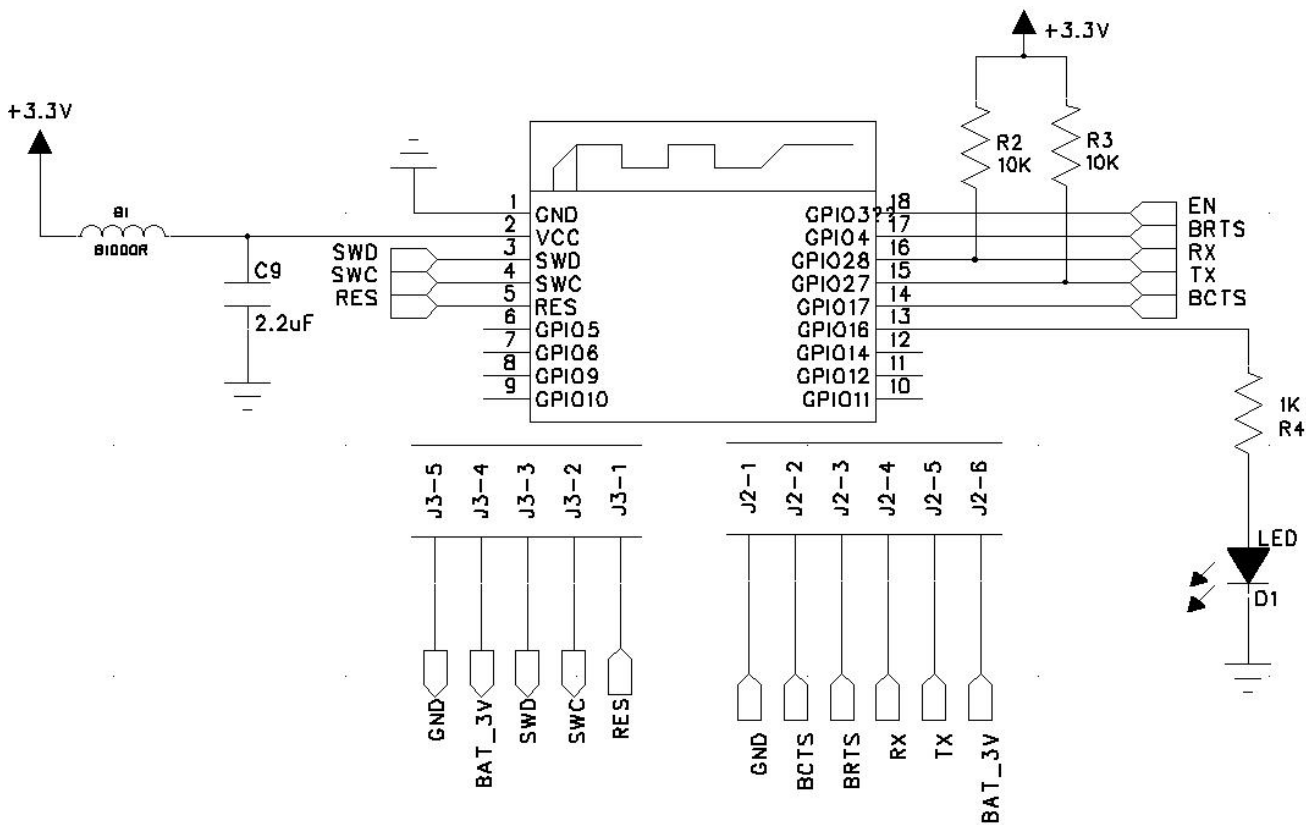 +3.3V
+3.3V
B1
B1000R
C9
2.2uF
R2
10K
R3
10K
SWD
SWC
RES
1
2
3
4
5
6
7
8
9
GND
VCC
SWD
SWC
RES
GPIO5
GPIO6
GPIO9
GPIO10
GPIO3??
GPIO4
GPIO28
GPIO27
GPIO17
GPIO16
GPIO14
GPIO12
GPIO11
18
17
16
15
14
13
12
11
10
EN
BRTS
RX
TX
BCTS
1K
R4
LED
D1
J3-5
J3-4
J3-3
J3-2
J3-1
GND
BAT_3V
SWD
SWC
RES
J2-1
J2-2
J2-3
J2-4
J2-5
J2-6
GND
BCTS
BRTS
RX
TX
BAT_3V